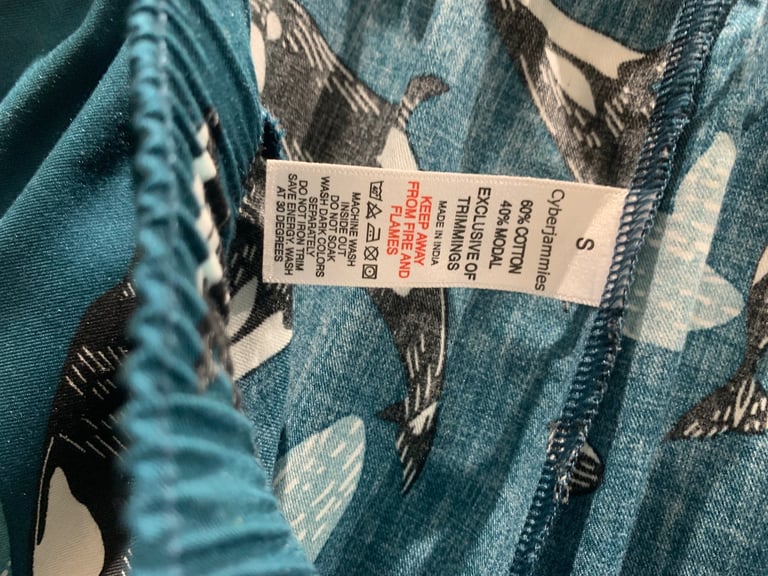 S
Cyberjammies
60% COTTON
40% MODAL
EXCLUSIVE OF
TRIMMINGS
MADE IN INDIA
KEEP AWAY
FROM FIRE AND
FLAMES
MACHINE WASH
INSIDE OUT
DO NOT SOAK
WASH DARK COLORS
SEPARATELY
DO NOT IRON TRIM
SAVE ENERGY, WASH
AT 30 DEGREES